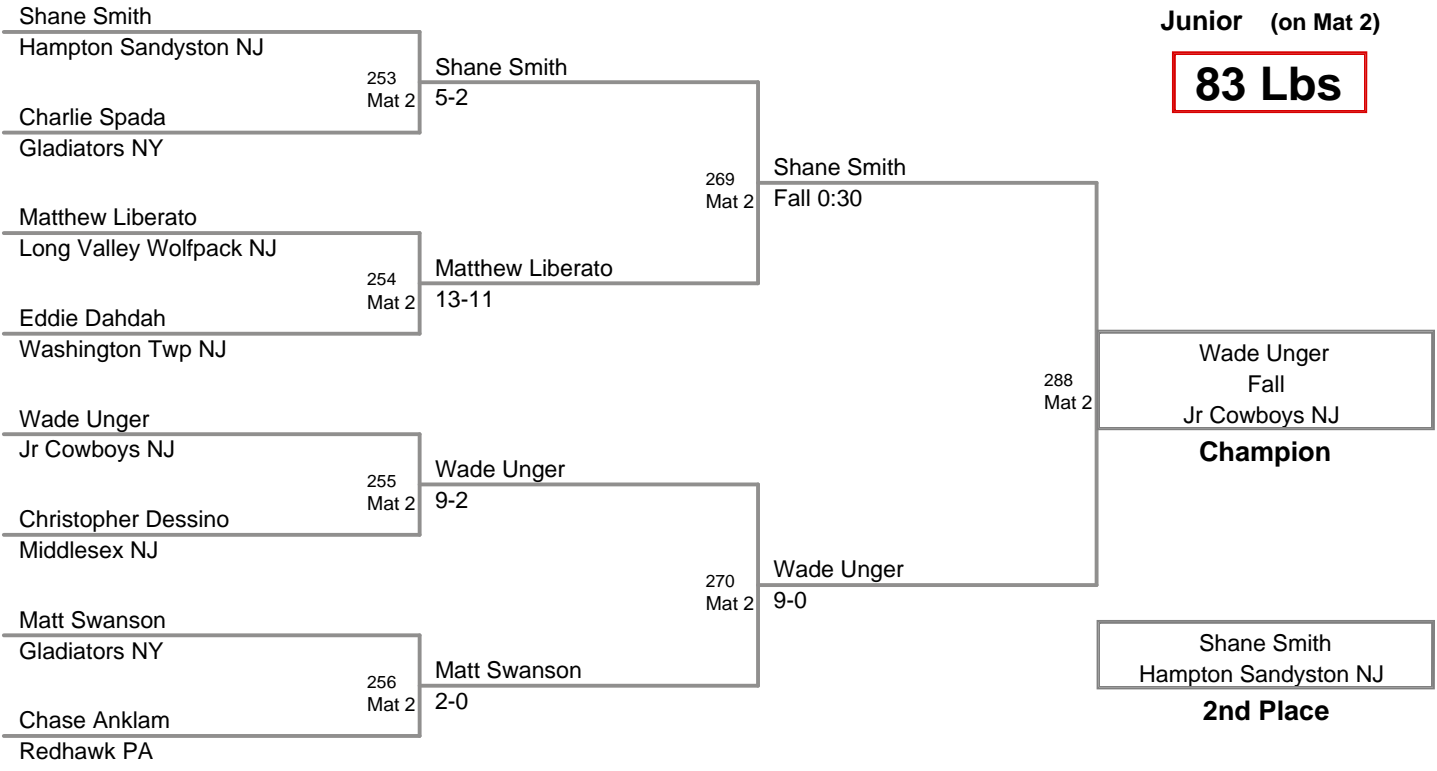 Junior (on Mat 2)
83 Lbs
Shane Smith
Hampton Sandyston NJ
253
Mat 2
Charlie Spada
Gladiators NY
Shane Smith
5-2
Matthew Liberato
Long Valley Wolfpack NJ
254
Mat 2
Eddie Dahdah
Washington Twp NJ
Matthew Liberato
13-11
269
Mat 2
Shane Smith
Fall 0:30
Wade Unger
Jr Cowboys NJ
255
Mat 2
Christopher Dessino
Middlesex NJ
Wade Unger
9-2
Matt Swanson
Gladiators NY
256
Mat 2
Chase Anklam
Redhawk PA
Matt Swanson
2-0
270
Mat 2
Wade Unger
9-0
288
Mat 2
Wade Unger
Fall
Jr Cowboys NJ
Champion
Shane Smith
Hampton Sandyston NJ
2nd Place